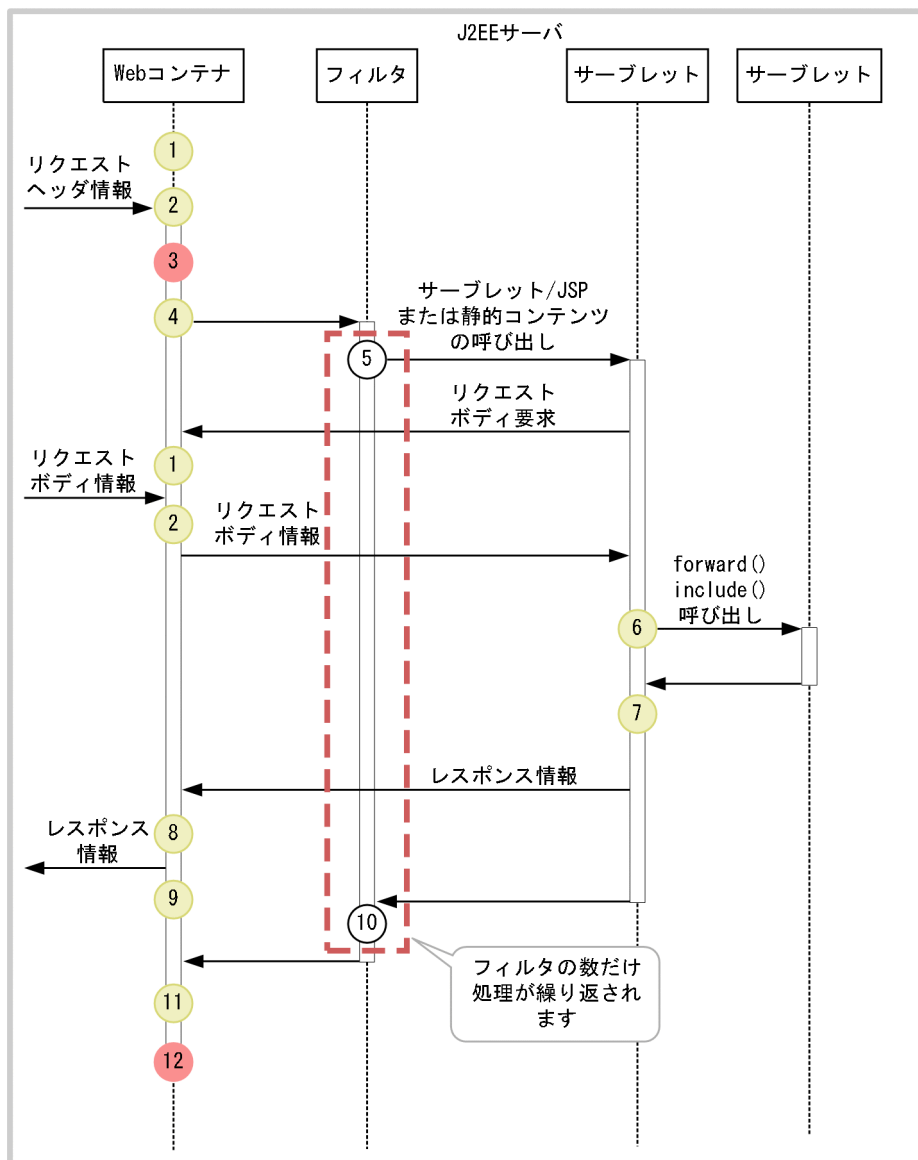 J2EEサーバ
Webコンテナ
フィルタ
サーブレット
サーブレット
1
リクエスト
ヘッダ情報
2
3
4
サーブレット/JSP
または静的コンテンツ
の呼び出し
5
リクエスト
ボディ要求
リクエスト
ボディ情報
1
2
リクエスト
ボディ情報
forward()
include()
呼び出し
6
7
レスポンス情報
8
レスポンス
情報
9
10
フィルタの数だけ
処理が繰り返され
ます
11
12